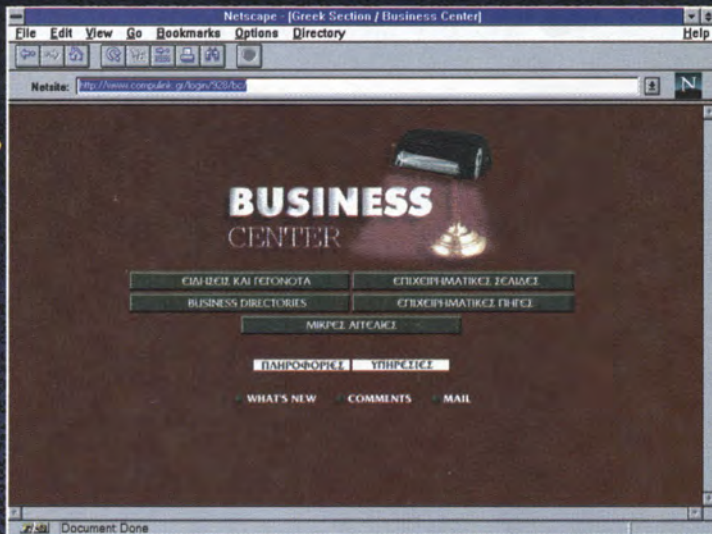 Netscape - [Greek Section / Business Center]
File Edit View Go Bookmarks Options Directory Help
Netsite: http://www.compulink.gr/login/928/bc/
N
BUSINESS
CENTER
ΕΙΔΗΣΕΙΣ ΚΑΙ ΓΕΓΟΝΟΤΑ ΕΠΙΧΕΙΡΗΜΑΤΙΚΕΣ ΣΕΛΙΔΕΣ
BUSINESS DIRECTORIES ΕΠΙΧΕΙΡΗΜΑΤΙΚΕΣ ΠΗΓΕΣ
ΜΙΚΡΕΣ ΑΓΓΕΛΙΕΣ
ΠΛΗΡΟΦΟΡΙΕΣ ΥΠΗΡΕΣΙΕΣ
WHAT'S NEW COMMENTS MAIL
Document Done